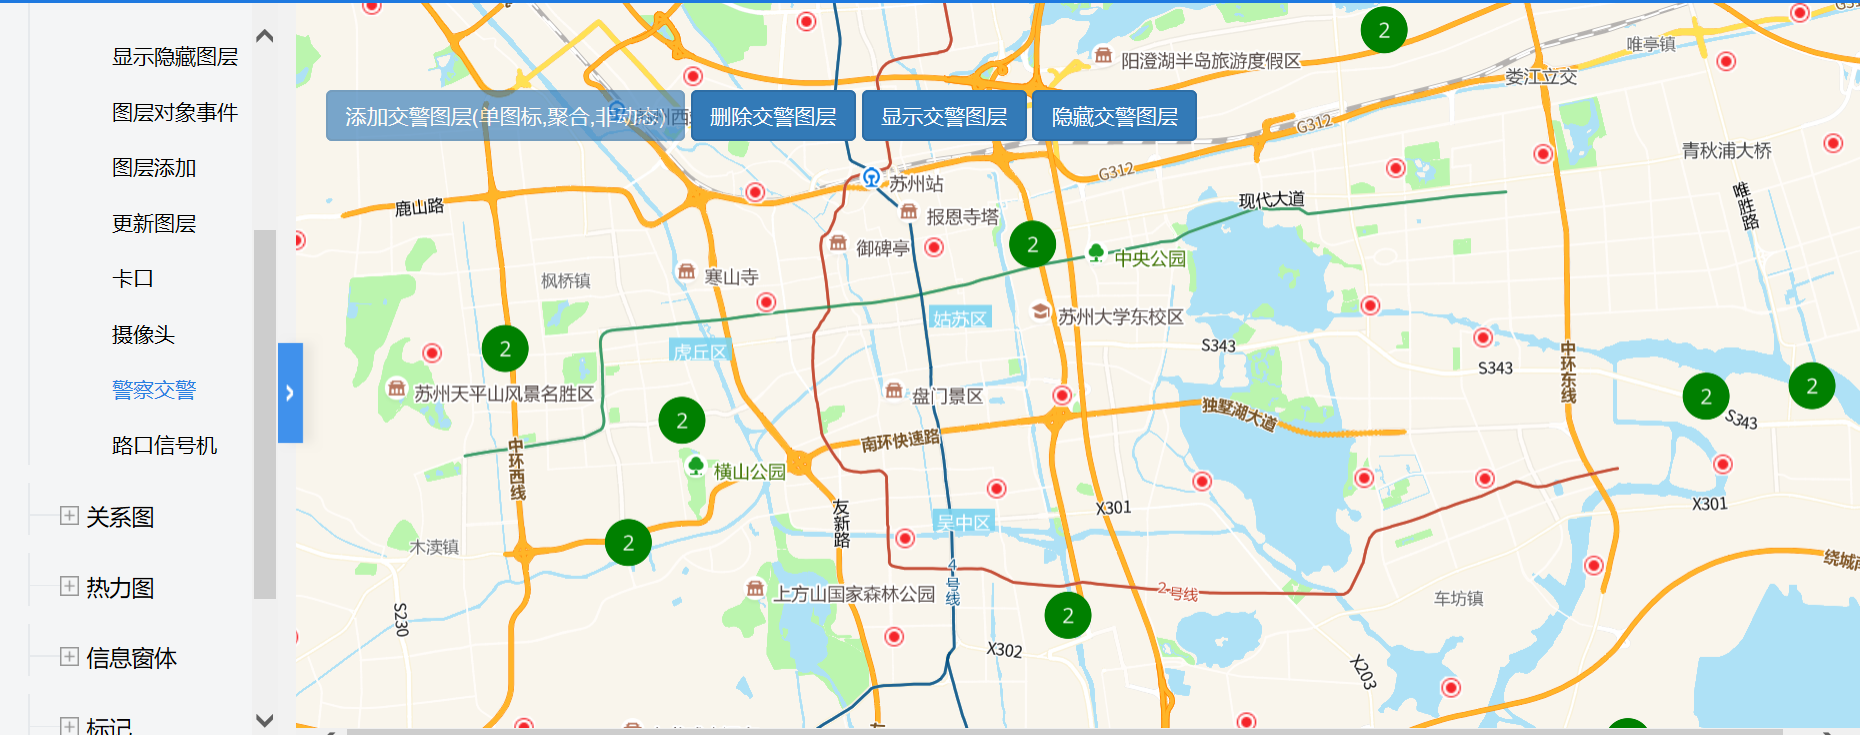 显示隐藏图层
图层对象事件
图层添加
更新图层
卡口
摄像头
警察交警
路口信号机
关系图
热力图
信息窗体
标记
添加交警图层(单图标,聚合,非动态)
删除交警图层
显示交警图层
隐藏交警图层
2
阳澄湖半岛旅游度假区
唯亭镇
娄江立交
G312
G312
青秋浦大桥
苏州站
现代大道
唯胜路
鹿山路
报恩寺塔
2
御碑亭
中央公园
寒山寺
枫桥镇
姑苏区
苏州大学东校区
S343
虎丘区
2
S343
中环东线
苏州天平山风景名胜区
盘门景区
2
2
S343
独墅湖大道
2
南环快速路
中环西线
横山公园
友新路
X301
X301
吴中区
2
木渎镇
4号线
绕城南
2号线
上方山国家森林公园
车坊镇
S230
2
X302
X203